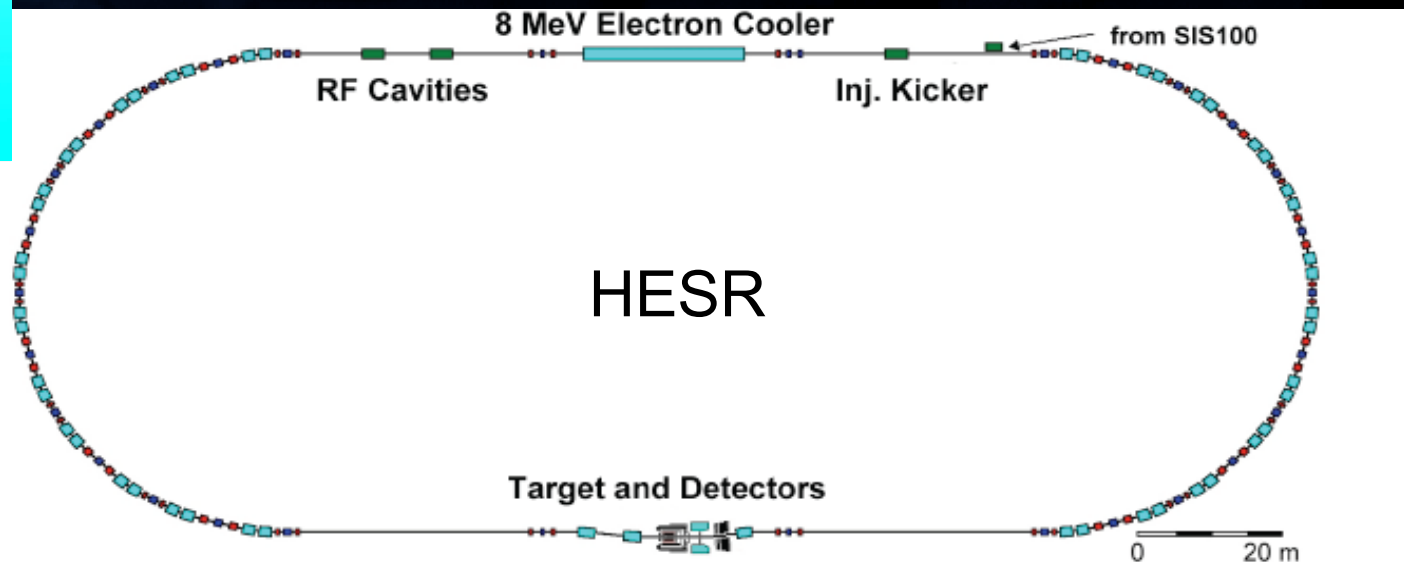 8 MeV Electron Cooler
from SIS100
RF Cavities
Inj. Kicker
HESR
Target and Detectors
0
20 m